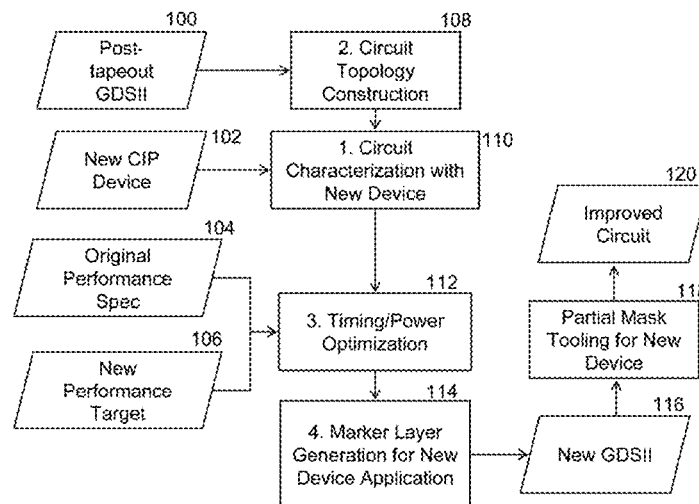 100
Post-
tapeout
GDSII
108
2. Circuit
Topology
Construction
102
New CIP
Device
110
1. Circuit
Characterization with
New Device
104
Original
Performance
Spec
106
New
Performance
Target
112
3. Timing/Power
Optimization
114
4. Marker Layer
Generation for New
Device Application
116
New GDSII
118
Partial Mask
Tooling for New
Device
120
Improved
Circuit